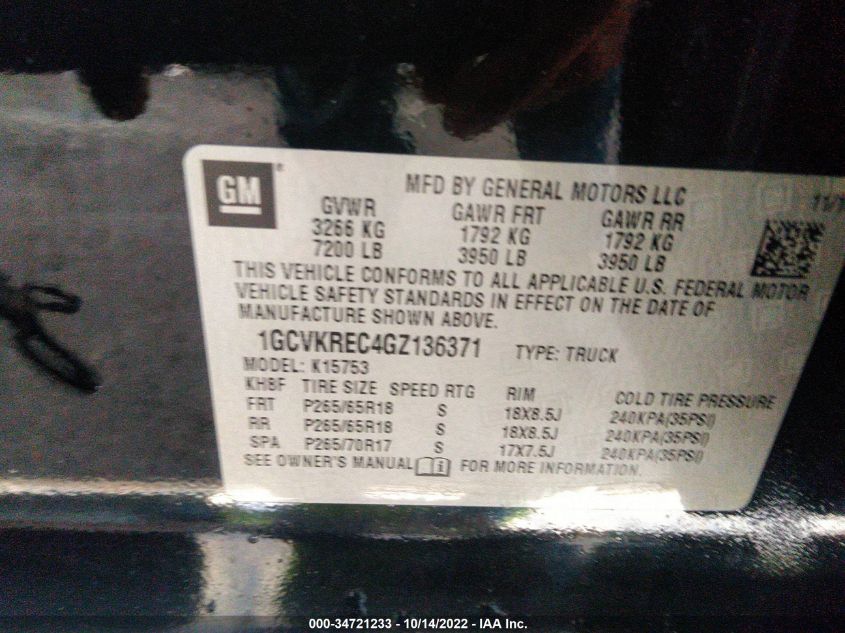 GM
MFD BY GENERAL MOTORS LLC
GVWR GAWR FRT GAWR RR
3266 KG 1792 KG 1792 KG
7200 LB 3950 LB 3950 LB
THIS VEHICLE CONFORMS TO ALL APPLICABLE U.S. FEDERAL MOTOR
VEHICLE SAFETY STANDARDS IN EFFECT ON THE DATE OF
MANUFACTURE SHOWN ABOVE.
1GCVKREC4GZ136371 TYPE: TRUCK
MODEL: K15753
KH8F TIRE SIZE SPEED RTG RIM COLD TIRE PRESSURE
FRT P265/65R18 S 18X8.5J 240KPA(35PSI)
RR P265/65R18 S 18X8.5J 240KPA(35PSI)
SPA P265/70R17 S 17X7.5J 240KPA(35PSI)
SEE OWNER'S MANUAL FOR MORE INFORMATION.
000-34721233 - 10/14/2022 - IAA Inc.